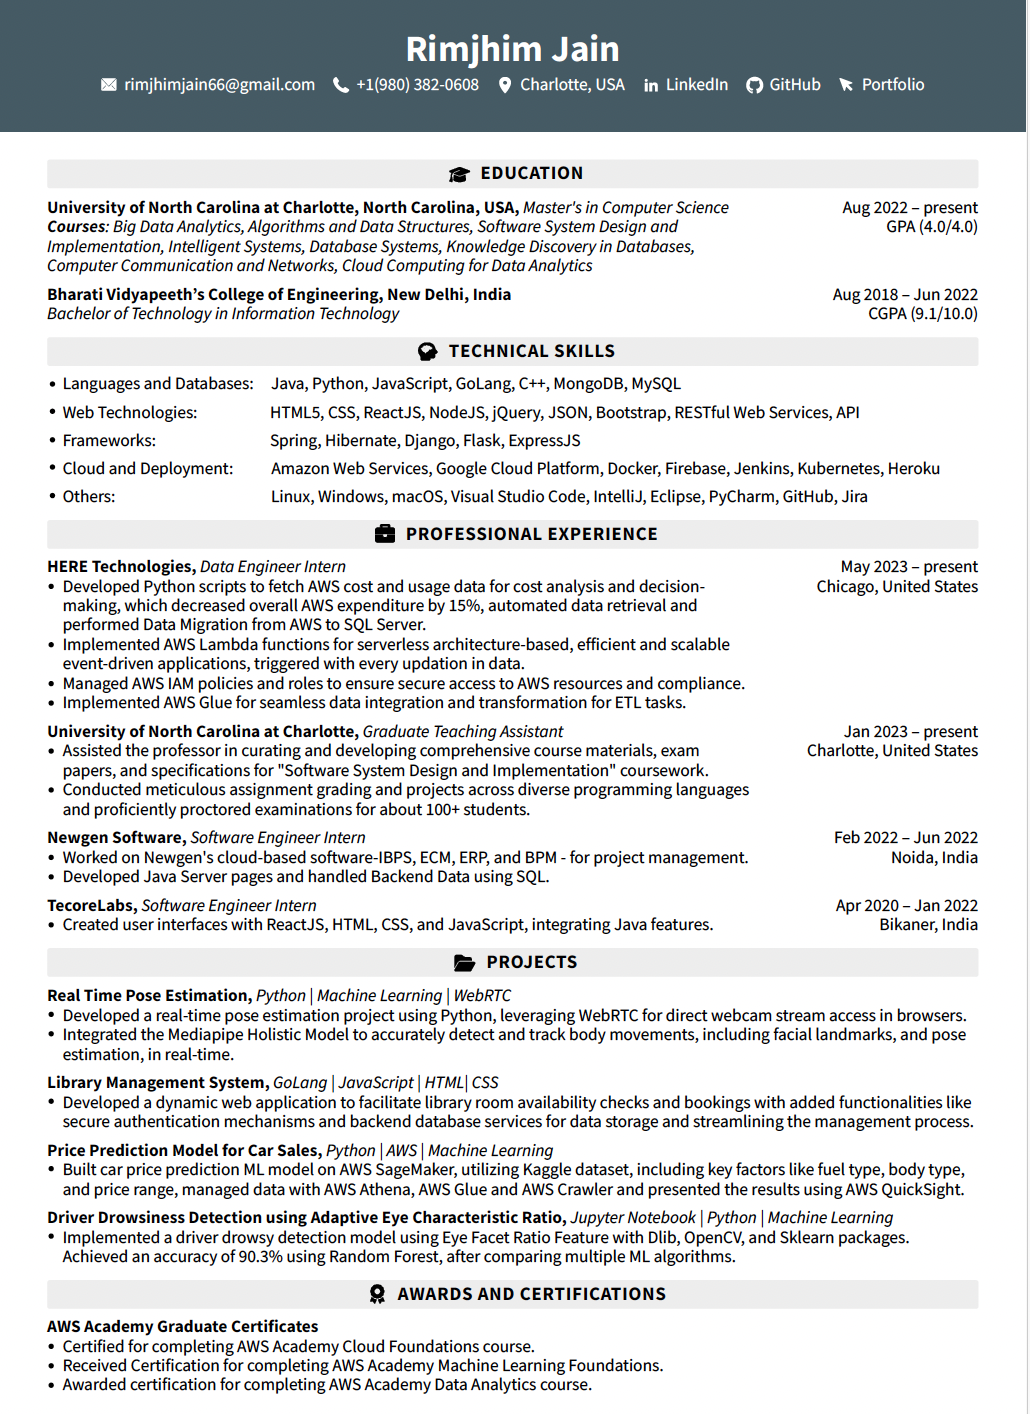 Rimjhim Jain
rimjhimjain66@gmail.com +1(980) 382-0608 Charlotte, USA LinkedIn GitHub Portfolio
EDUCATION
University of North Carolina at Charlotte, North Carolina, USA, Master's in Computer Science Aug 2022 – present
Courses: Big Data Analytics, Algorithms and Data Structures, Software System Design and GPA (4.0/4.0)
Implementation, Intelligent Systems, Database Systems, Knowledge Discovery in Databases,
Computer Communication and Networks, Cloud Computing for Data Analytics
Bharati Vidyapeeth’s College of Engineering, New Delhi, India Aug 2018 – Jun 2022
Bachelor of Technology in Information Technology CGPA (9.1/10.0)
TECHNICAL SKILLS
• Languages and Databases: Java, Python, JavaScript, GoLang, C++, MongoDB, MySQL
• Web Technologies: HTML5, CSS, ReactJS, NodeJS, jQuery, JSON, Bootstrap, RESTful Web Services, API
• Frameworks: Spring, Hibernate, Django, Flask, ExpressJS
• Cloud and Deployment: Amazon Web Services, Google Cloud Platform, Docker, Firebase, Jenkins, Kubernetes, Heroku
• Others: Linux, Windows, macOS, Visual Studio Code, IntelliJ, Eclipse, PyCharm, GitHub, Jira
PROFESSIONAL EXPERIENCE
HERE Technologies, Data Engineer Intern May 2023 – present
• Developed Python scripts to fetch AWS cost and usage data for cost analysis and decision- Chicago, United States
making, which decreased overall AWS expenditure by 15%, automated data retrieval and
performed Data Migration from AWS to SQL Server.
• Implemented AWS Lambda functions for serverless architecture-based, efficient and scalable
event-driven applications, triggered with every updation in data.
• Managed AWS IAM policies and roles to ensure secure access to AWS resources and compliance.
• Implemented AWS Glue for seamless data integration and transformation for ETL tasks.
University of North Carolina at Charlotte, Graduate Teaching Assistant Jan 2023 – present
• Assisted the professor in curating and developing comprehensive course materials, exam Charlotte, United States
papers, and specifications for "Software System Design and Implementation" coursework.
• Conducted meticulous assignment grading and projects across diverse programming languages
and proficiently proctored examinations for about 100+ students.
Newgen Software, Software Engineer Intern Feb 2022 – Jun 2022
• Worked on Newgen's cloud-based software-IBPS, ECM, ERP, and BPM - for project management. Noida, India
• Developed Java Server pages and handled Backend Data using SQL.
TecoreLabs, Software Engineer Intern Apr 2020 – Jan 2022
• Created user interfaces with ReactJS, HTML, CSS, and JavaScript, integrating Java features. Bikaner, India
PROJECTS
Real Time Pose Estimation, Python | Machine Learning | WebRTC
• Developed a real-time pose estimation project using Python, leveraging WebRTC for direct webcam stream access in browsers.
• Integrated the Mediapipe Holistic Model to accurately detect and track body movements, including facial landmarks, and pose
estimation, in real-time.
Library Management System, GoLang | JavaScript | HTML| CSS
• Developed a dynamic web application to facilitate library room availability checks and bookings with added functionalities like
secure authentication mechanisms and backend database services for data storage and streamlining the management process.
Price Prediction Model for Car Sales, Python | AWS | Machine Learning
• Built car price prediction ML model on AWS SageMaker, utilizing Kaggle dataset, including key factors like fuel type, body type,
and price range, managed data with AWS Athena, AWS Glue and AWS Crawler and presented the results using AWS QuickSight.
Driver Drowsiness Detection using Adaptive Eye Characteristic Ratio, Jupyter Notebook | Python | Machine Learning
• Implemented a driver drowsy detection model using Eye Facet Ratio Feature with Dlib, OpenCV, and Sklearn packages.
Achieved an accuracy of 90.3% using Random Forest, after comparing multiple ML algorithms.
AWARDS AND CERTIFICATIONS
AWS Academy Graduate Certificates
• Certified for completing AWS Academy Cloud Foundations course.
• Received Certification for completing AWS Academy Machine Learning Foundations.
• Awarded certification for completing AWS Academy Data Analytics course.